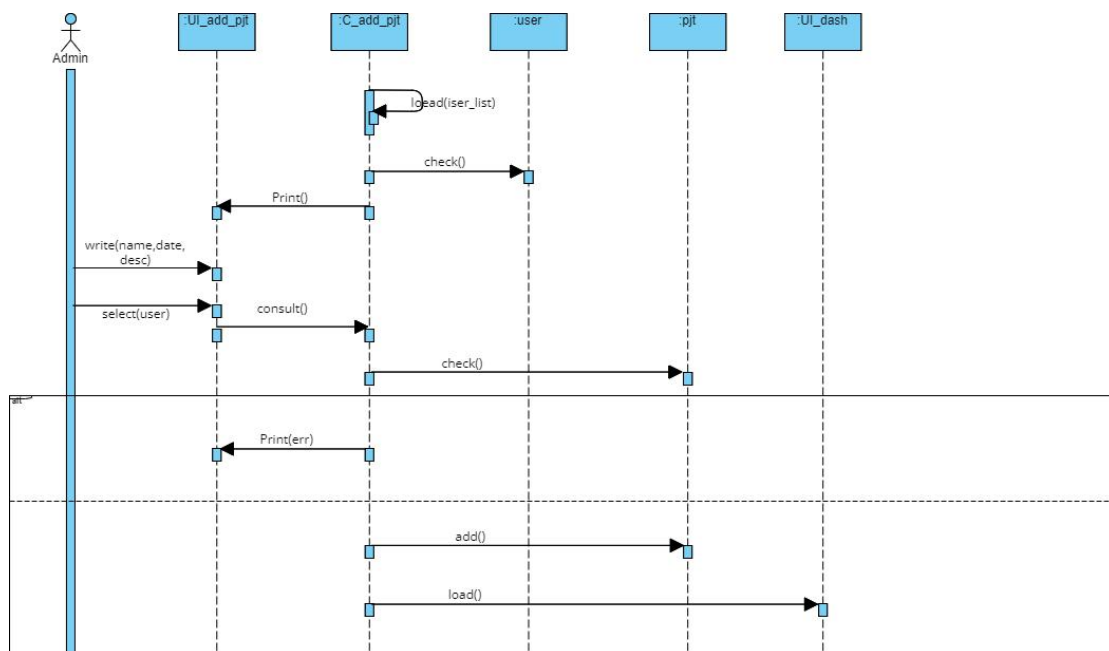 :UI_add_pjt
:C_add_pjt
:user
:pjt
:UI_dash
Admin
loead(iser_list)
check()
Print()
write(name,date,
desc)
select(user)
consult()
check()
alt
Print(err)
add()
load()